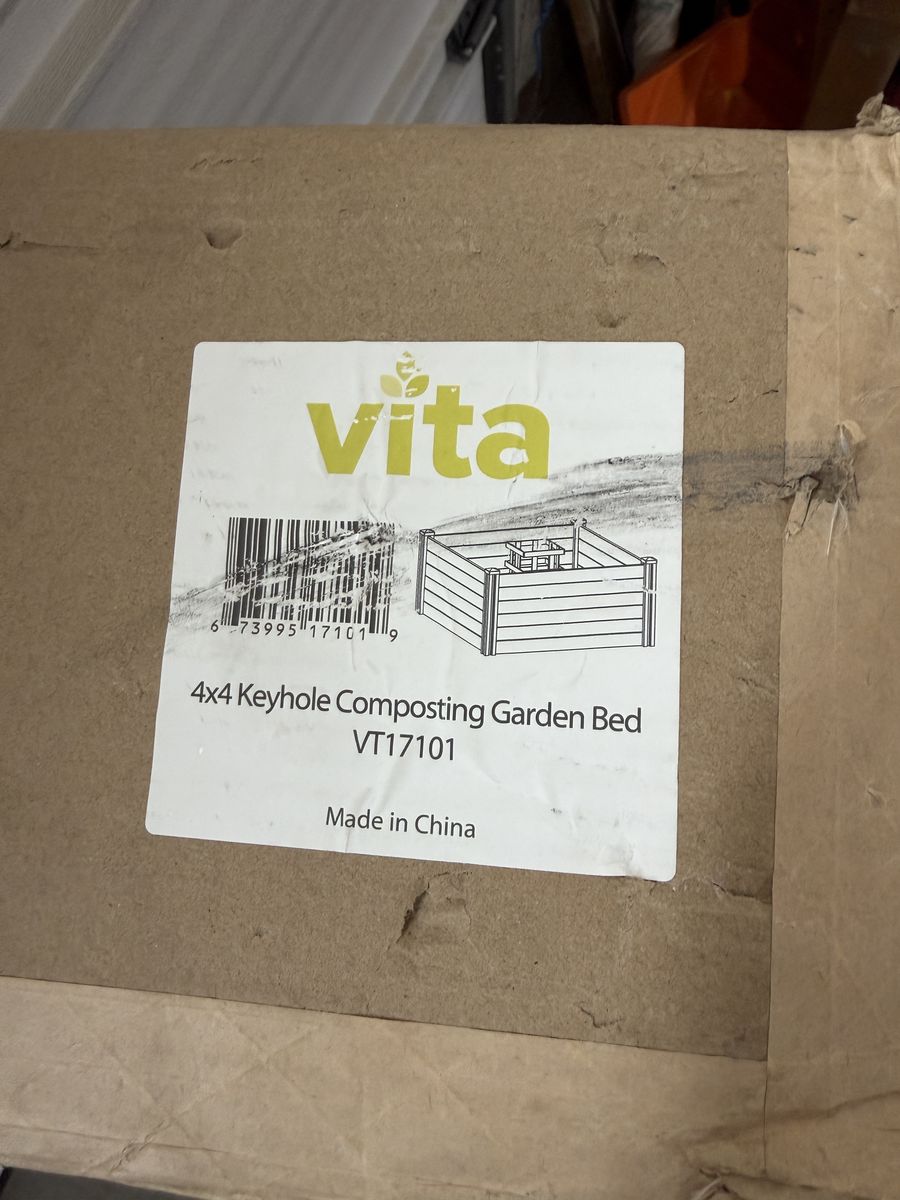 vita
6 73995 17101 9
4x4 Keyhole Composting Garden Bed
VT17101
Made in China